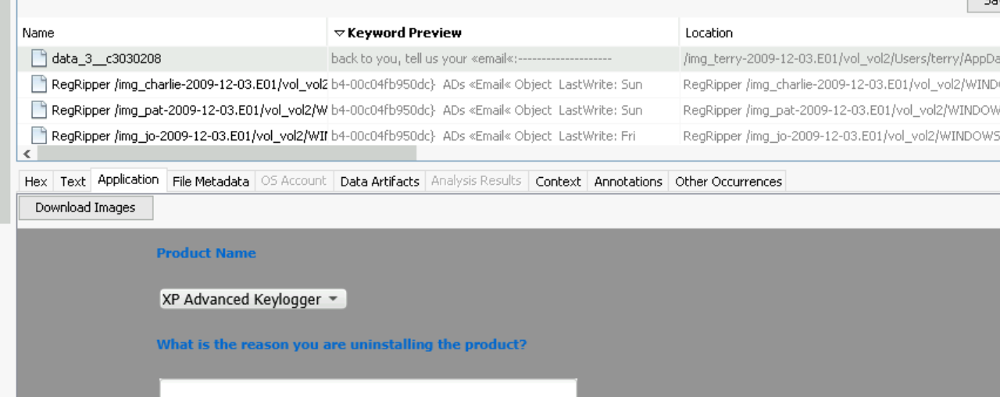 Name Keyword Preview Location
data_3__c3030208 back to you, tell us your «email«:-------------------- /img_terry-2009-12-03.E01/vol_vol2/Users/terry/AppDa
RegRipper /img_charlie-2009-12-03.E01/vol_vol2 b4-00c04fb950dc} ADs «Email« Object LastWrite: Sun RegRipper /img_charlie-2009-12-03.E01/vol_vol2/WIND
RegRipper /img_pat-2009-12-03.E01/vol_vol2/W b4-00c04fb950dc} ADs «Email« Object LastWrite: Sun RegRipper /img_pat-2009-12-03.E01/vol_vol2/WINDOW
RegRipper /img_jo-2009-12-03.E01/vol_vol2/WII b4-00c04fb950dc} ADs «Email« Object LastWrite: Fri RegRipper /img_jo-2009-12-03.E01/vol_vol2/WINDOWS
Hex Text Application File Metadata OS Account Data Artifacts Analysis Results Context Annotations Other Occurrences
Download Images
Product Name
XP Advanced Keylogger
What is the reason you are uninstalling the product?